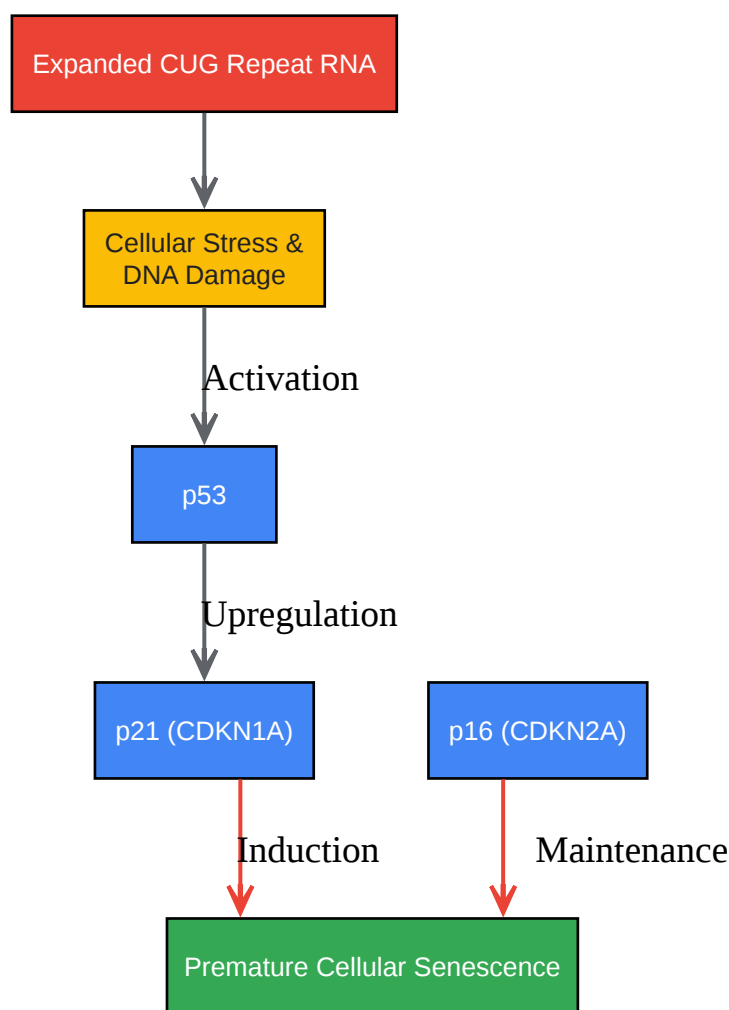 Expanded CUG Repeat RNA
Cellular Stress &
DNA Damage
Activation
p53
Upregulation
p21 (CDKN1A)
p16 (CDKN2A)
Induction
Maintenance
Premature Cellular Senescence